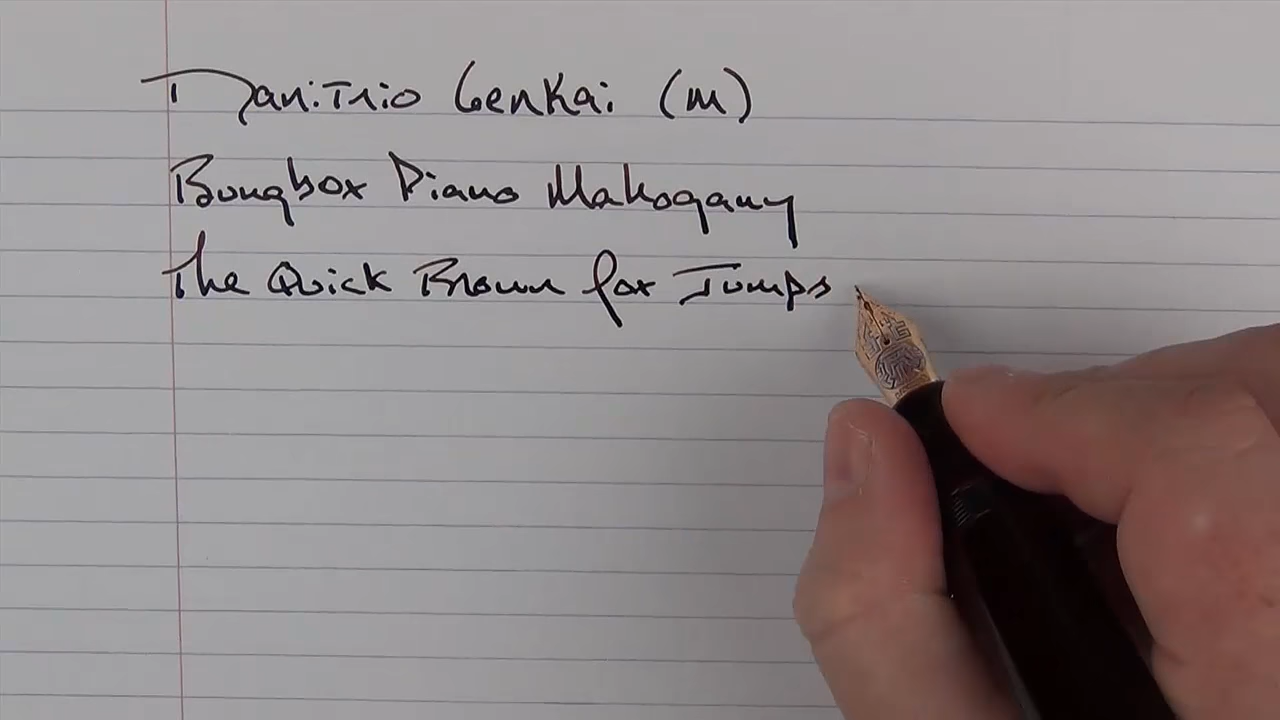 Danitrio Genkai (M)
Bungbox Piano Mahogany
The Quick Brown fox Jumps